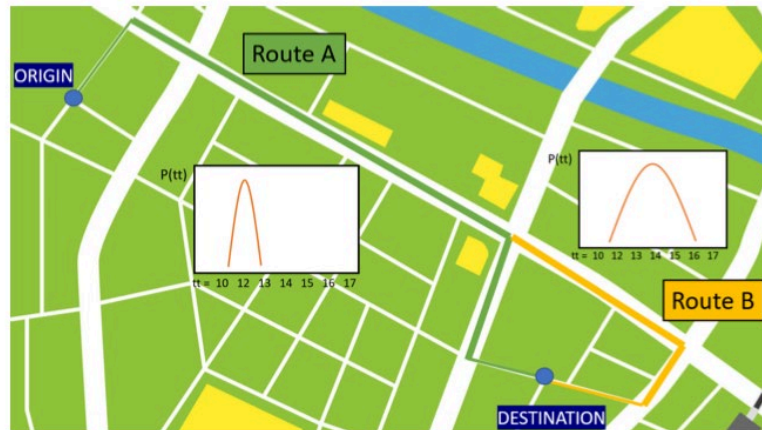 Route A
ORIGIN
P(tt)
tt = 10 12 13 14 15 16 17
P(tt)
tt = 10 11 12 13 14 15 16 17
Route B
DESTINATION